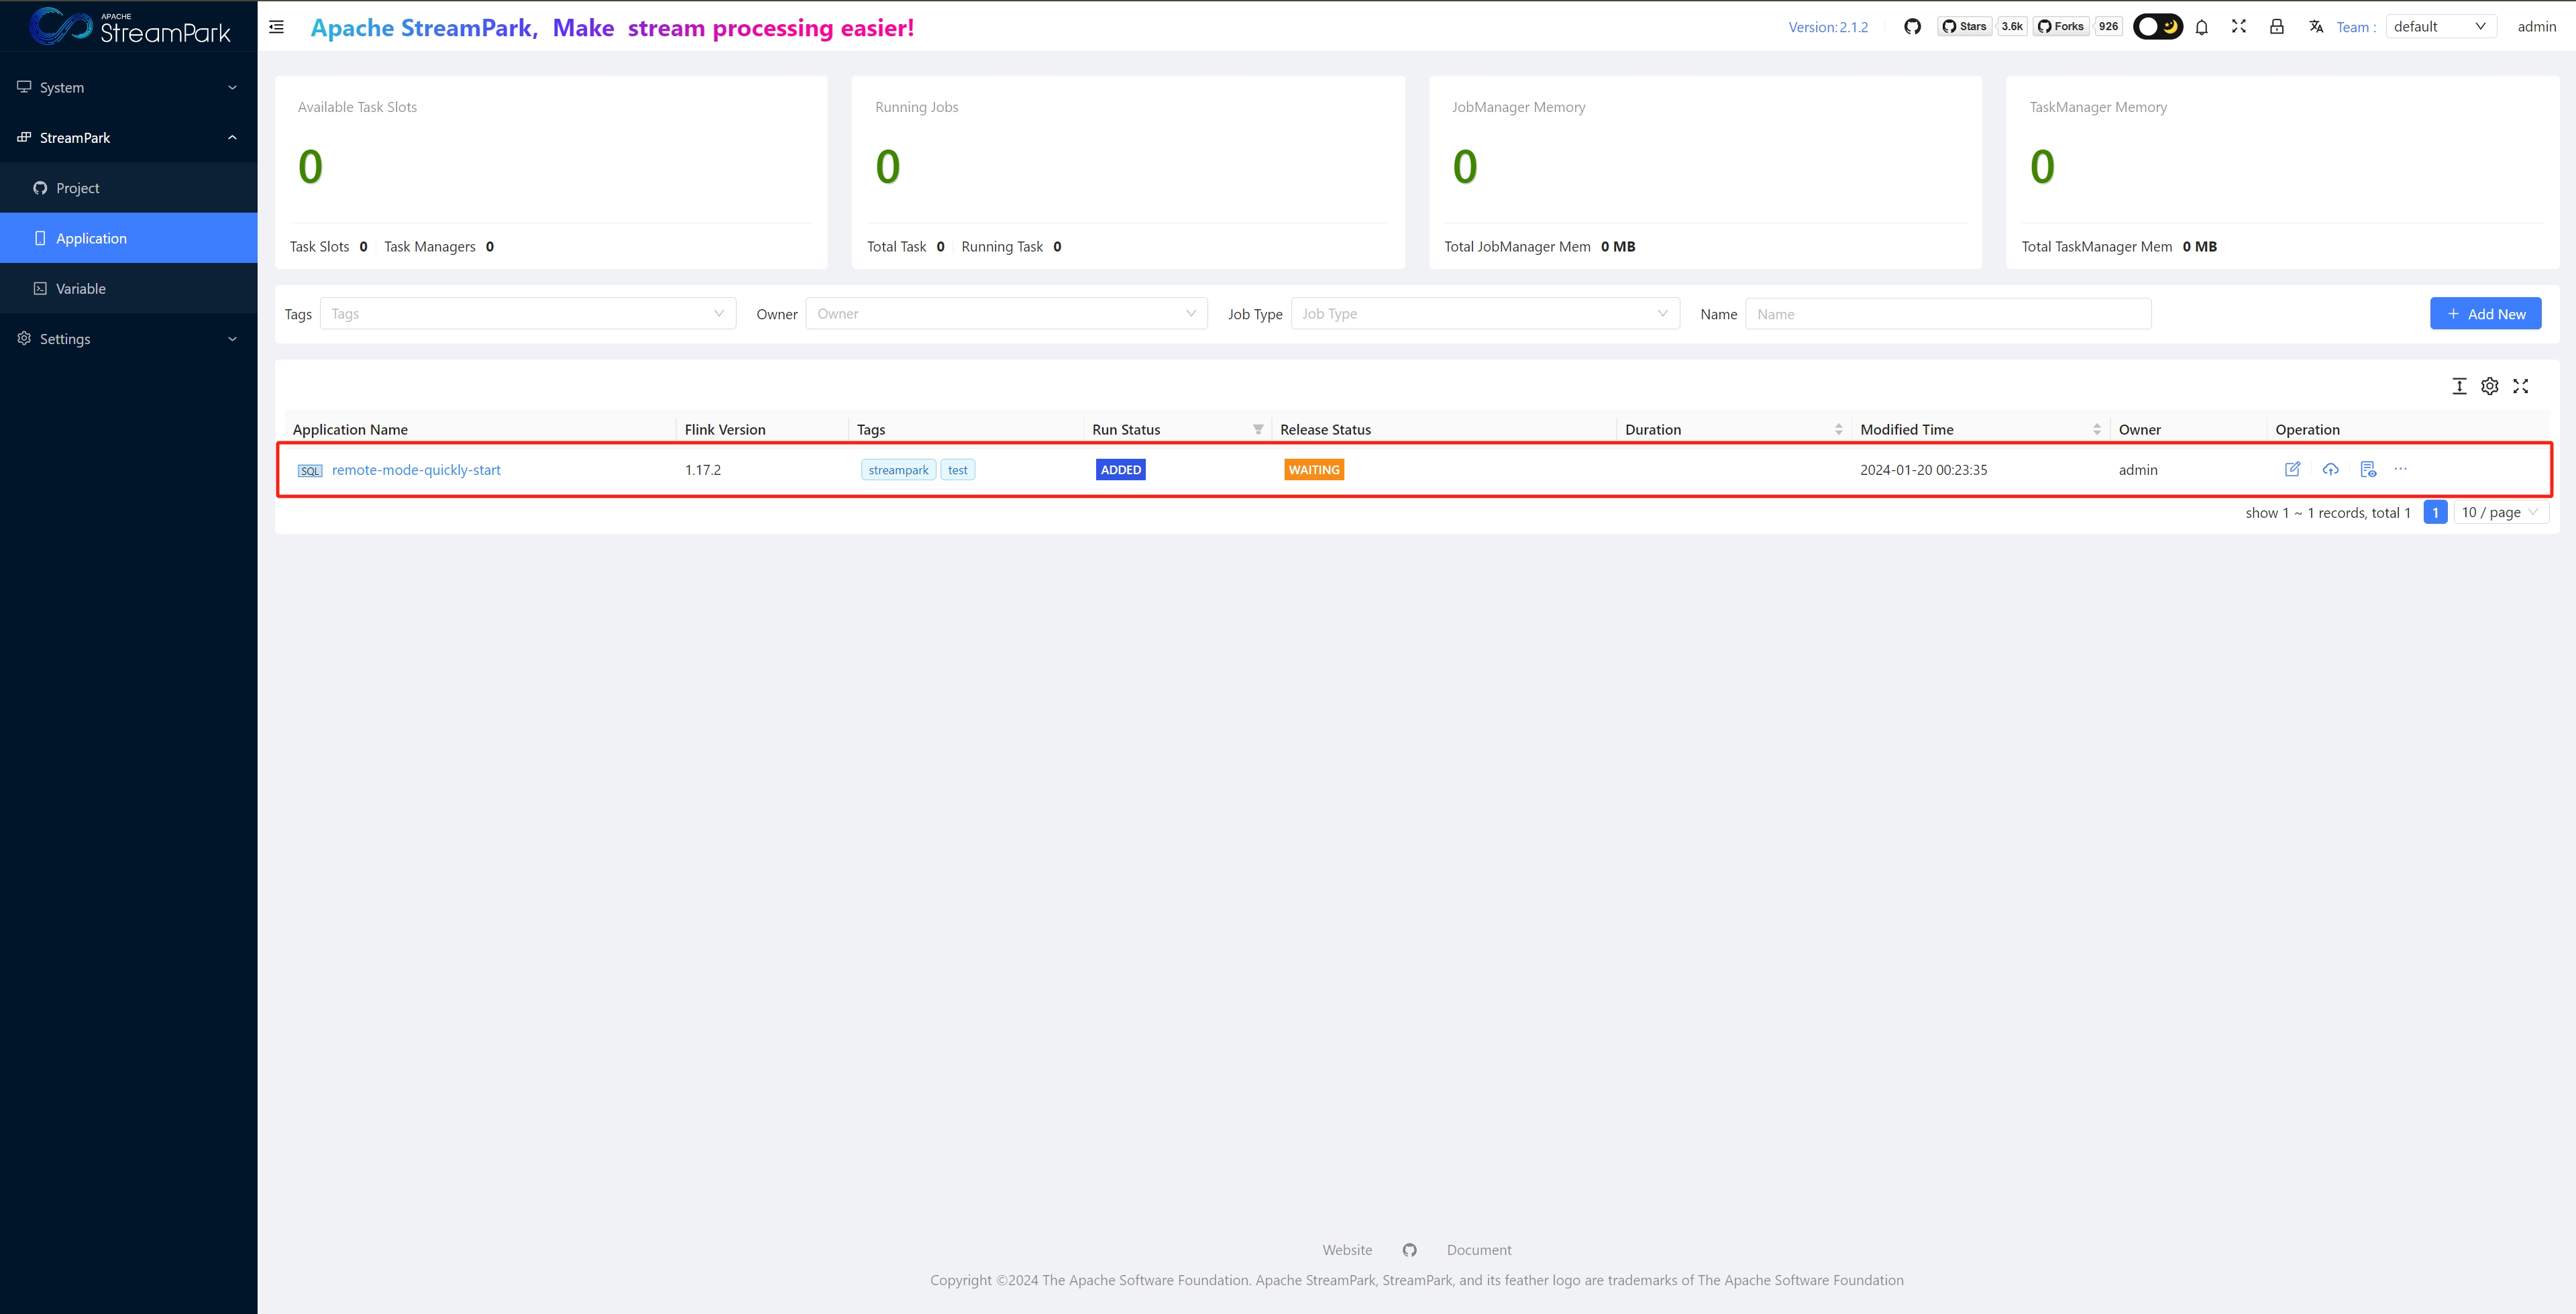 APACHE
StreamPark
Apache StreamPark, Make stream processing easier!
Version: 2.1.2
Stars 3.6k Forks 926
Team : default
admin
System
StreamPark
Project
Application
Variable
Settings
Available Task Slots
0
Task Slots 0 Task Managers 0
Running Jobs
0
Total Task 0 Running Task 0
JobManager Memory
0
Total JobManager Mem 0 MB
TaskManager Memory
0
Total TaskManager Mem 0 MB
Tags Tags Owner Owner Job Type Job Type Name Name + Add New
Application Name Flink Version Tags Run Status Release Status Duration Modified Time Owner Operation
SQL remote-mode-quickly-start 1.17.2 streampark test ADDED WAITING 2024-01-20 00:23:35 admin ···
show 1 ~ 1 records, total 1 1 10 / page
Website Document
Copyright ©2024 The Apache Software Foundation. Apache StreamPark, StreamPark, and its feather logo are trademarks of The Apache Software Foundation